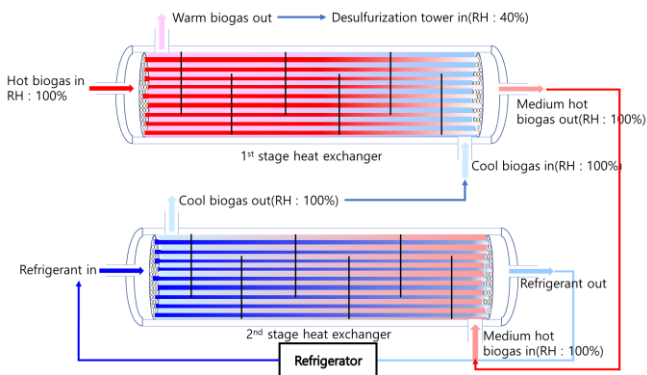 Warm biogas out
Desulfurization tower in(RH : 40%)
Hot biogas in
RH : 100%
Medium hot
biogas out(RH : 100%)
1st stage heat exchanger
Cool biogas in(RH : 100%)
Cool biogas out(RH : 100%)
Refrigerant in
Refrigerant out
2nd stage heat exchanger
Medium hot
biogas in(RH : 100%)
Refrigerator